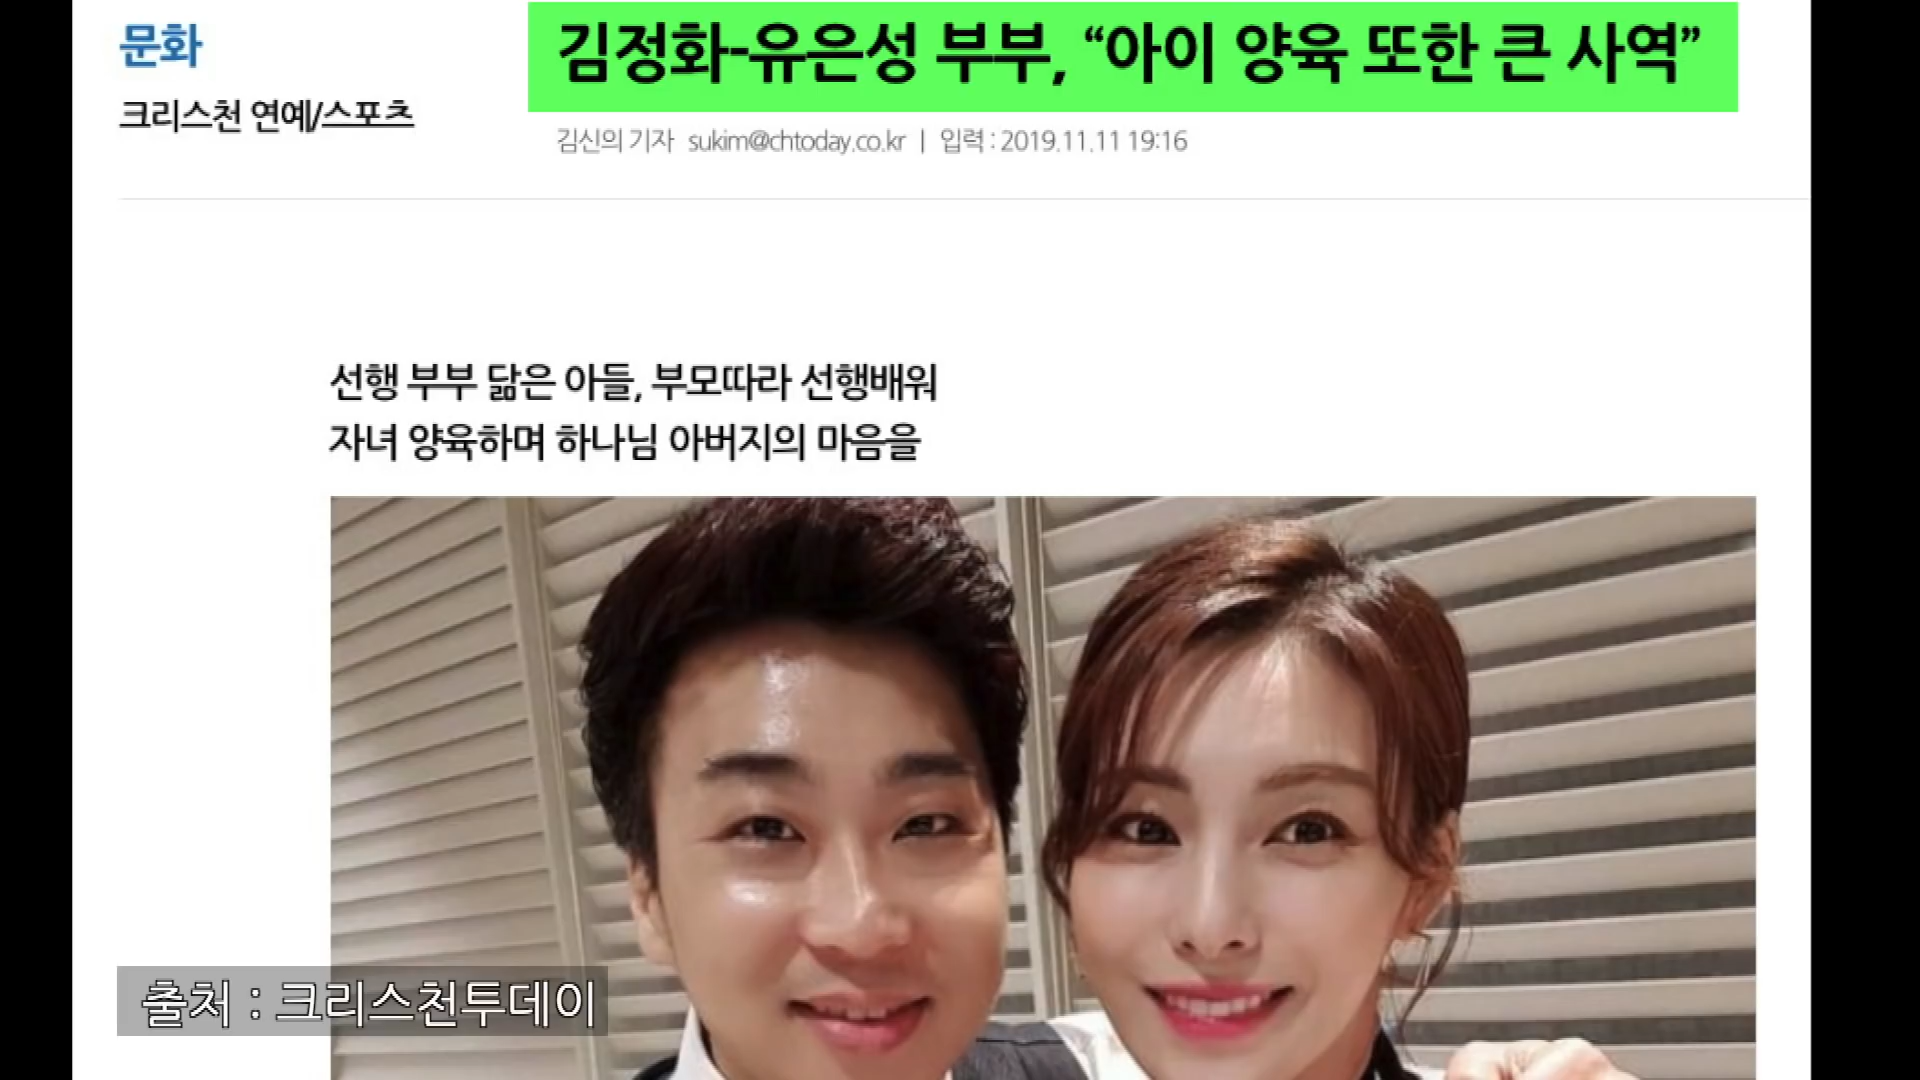 문화
크리스천 연예/스포츠
김정화-유은성 부부, “아이 양육 또한 큰 사역”
김신의 기자 sukim@chtoday.co.kr | 입력 : 2019.11.11 19:16
선행 부부 닮은 아들, 부모따라 선행배워
자녀 양육하며 하나님 아버지의 마음을
출처 : 크리스천투데이